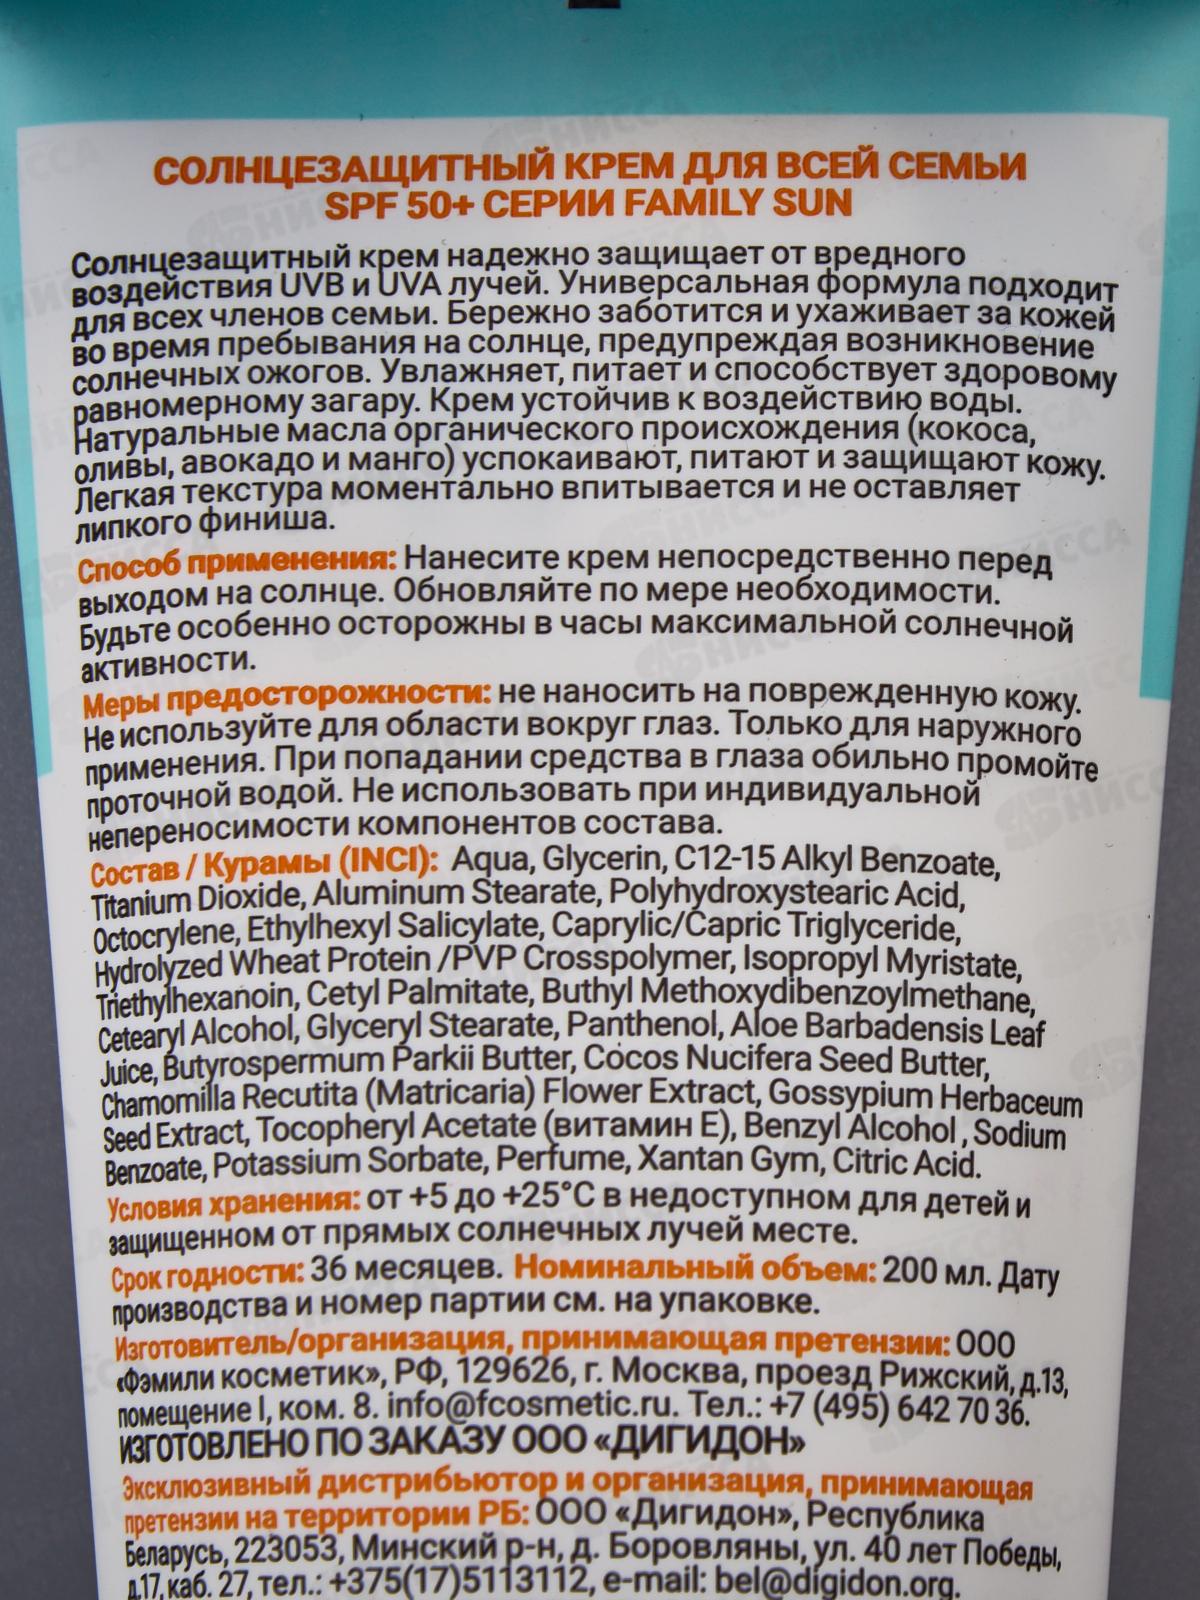 СОЛНЦЕЗАЩИТНЫЙ КРЕМ ДЛЯ ВСЕЙ СЕМЬИ
SPF 50+ СЕРИИ FAMILY SUN
Солнцезащитный крем надежно защищает от вредного
воздействия UVB и UVA лучей. Универсальная формула подходит
для всех членов семьи. Бережно заботится и ухаживает за кожей
во время пребывания на солнце, предупреждая возникновение
солнечных ожогов. Увлажняет, питает и способствует здоровому
равномерному загару. Крем устойчив к воздействию воды.
Натуральные масла органического происхождения (кокоса,
оливы, авокадо и манго) успокаивают, питают и защищают кожу.
Легкая текстура моментально впитывается и не оставляет
липкого финиша.
Способ применения: Нанесите крем непосредственно перед
выходом на солнце. Обновляйте по мере необходимости.
Будьте особенно осторожны в часы максимальной солнечной
активности.
Меры предосторожности: не наносить на поврежденную кожу.
Не используйте для области вокруг глаз. Только для наружного
применения. При попадании средства в глаза обильно промойте
проточной водой. Не использовать при индивидуальной
непереносимости компонентов состава.
Состав / Курамы (INCI): Aqua, Glycerin, C12-15 Alkyl Benzoate,
Titanium Dioxide, Aluminum Stearate, Polyhydroxystearic Acid,
Octocrylene, Ethylhexyl Salicylate, Caprylic/Capric Triglyceride,
Hydrolyzed Wheat Protein /PVP Crosspolymer, Isopropyl Myristate,
Triethylhexanoin, Cetyl Palmitate, Buthyl Methoxydibenzoylmethane,
Cetearyl Alcohol, Glyceryl Stearate, Panthenol, Aloe Barbadensis Leaf
Juice, Butyrospermum Parkii Butter, Cocos Nucifera Seed Butter,
Chamomilla Recutita (Matricaria) Flower Extract, Gossypium Herbaceum
Seed Extract, Tocopheryl Acetate (витамин Е), Benzyl Alcohol , Sodium
Benzoate, Potassium Sorbate, Perfume, Xantan Gym, Citric Acid.
Условия хранения: от +5 до +25°С в недоступном для детей и
защищенном от прямых солнечных лучей месте.
Срок годности: 36 месяцев. Номинальный объем: 200 мл. Дату
производства и номер партии см. на упаковке.
Изготовитель/организация, принимающая претензии: ООО
«Фэмили косметик», РФ, 129626, г. Москва, проезд Рижский, д.13,
помещение I, ком. 8. info@fcosmetic.ru. Тел.: +7 (495) 642 70 36.
ИЗГОТОВЛЕНО ПО ЗАКАЗУ ООО «ДИГИДОН»
Эксклюзивный дистрибьютор и организация, принимающая
претензии на территории РБ: ООО «Дигидон», Республика
Беларусь, 223053, Минский р-н, д. Боровляны, ул. 40 лет Победы,
д.17, каб. 27, тел.: +375(17)5113112, e-mail: bel@digidon.org.